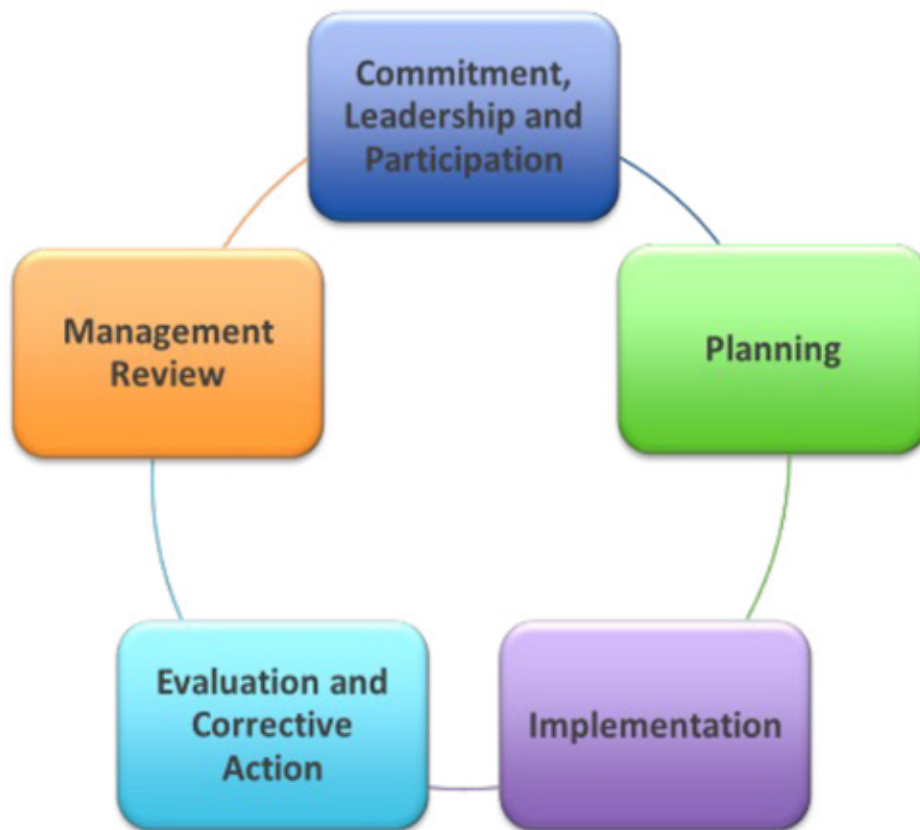 Commitment,
Leadership and
Participation
Planning
Implementation
Evaluation and
Corrective
Action
Management
Review